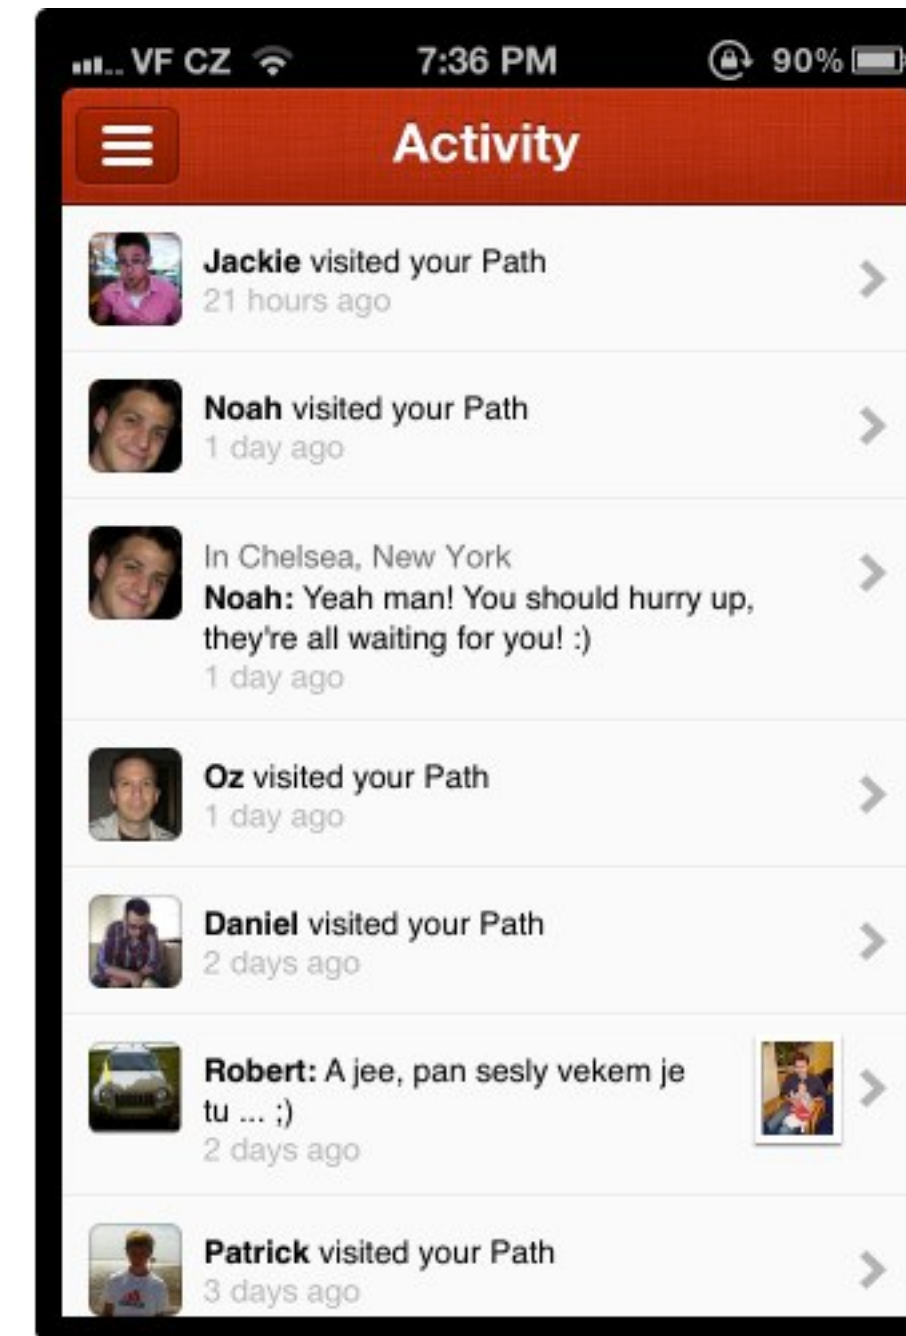 VF CZ 7:36 PM 90%
Activity
Jackie visited your Path
21 hours ago
Noah visited your Path
1 day ago
In Chelsea, New York
Noah: Yeah man! You should hurry up,
they're all waiting for you! :)
1 day ago
Oz visited your Path
1 day ago
Daniel visited your Path
2 days ago
Robert: A jee, pan sesly vekem je
tu ... ;)
2 days ago
Patrick visited your Path
3 days ago